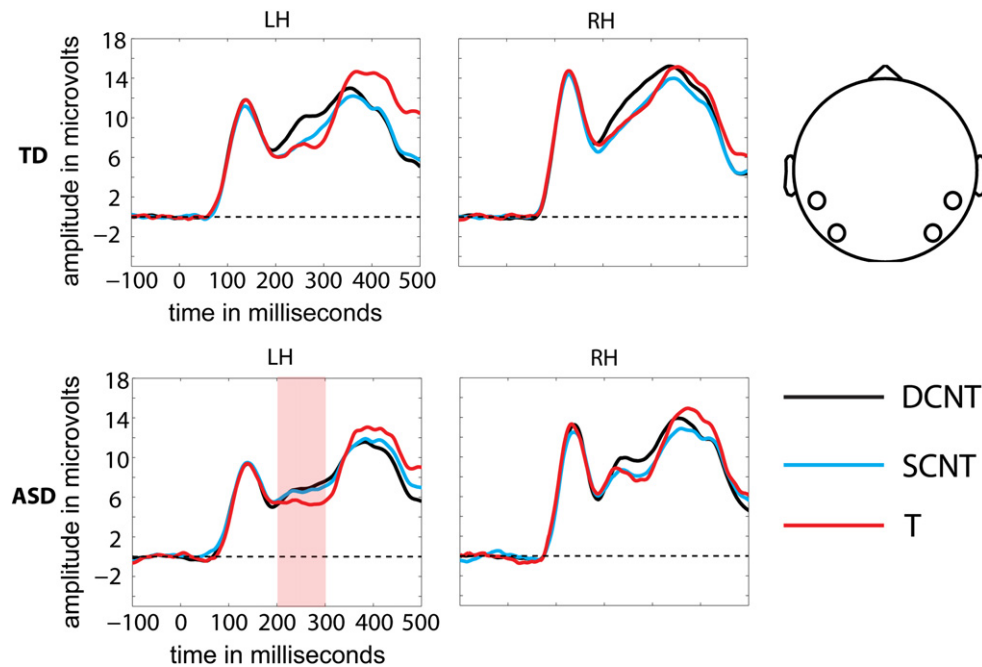 LH
RH
18
14
10
6
2
−2
amplitude in microvolts
TD
−100 0 100 200 300 400 500
time in milliseconds
LH
RH
18
14
10
6
2
−2
amplitude in microvolts
ASD
−100 0 100 200 300 400 500
time in milliseconds
DCNT
SCNT
T